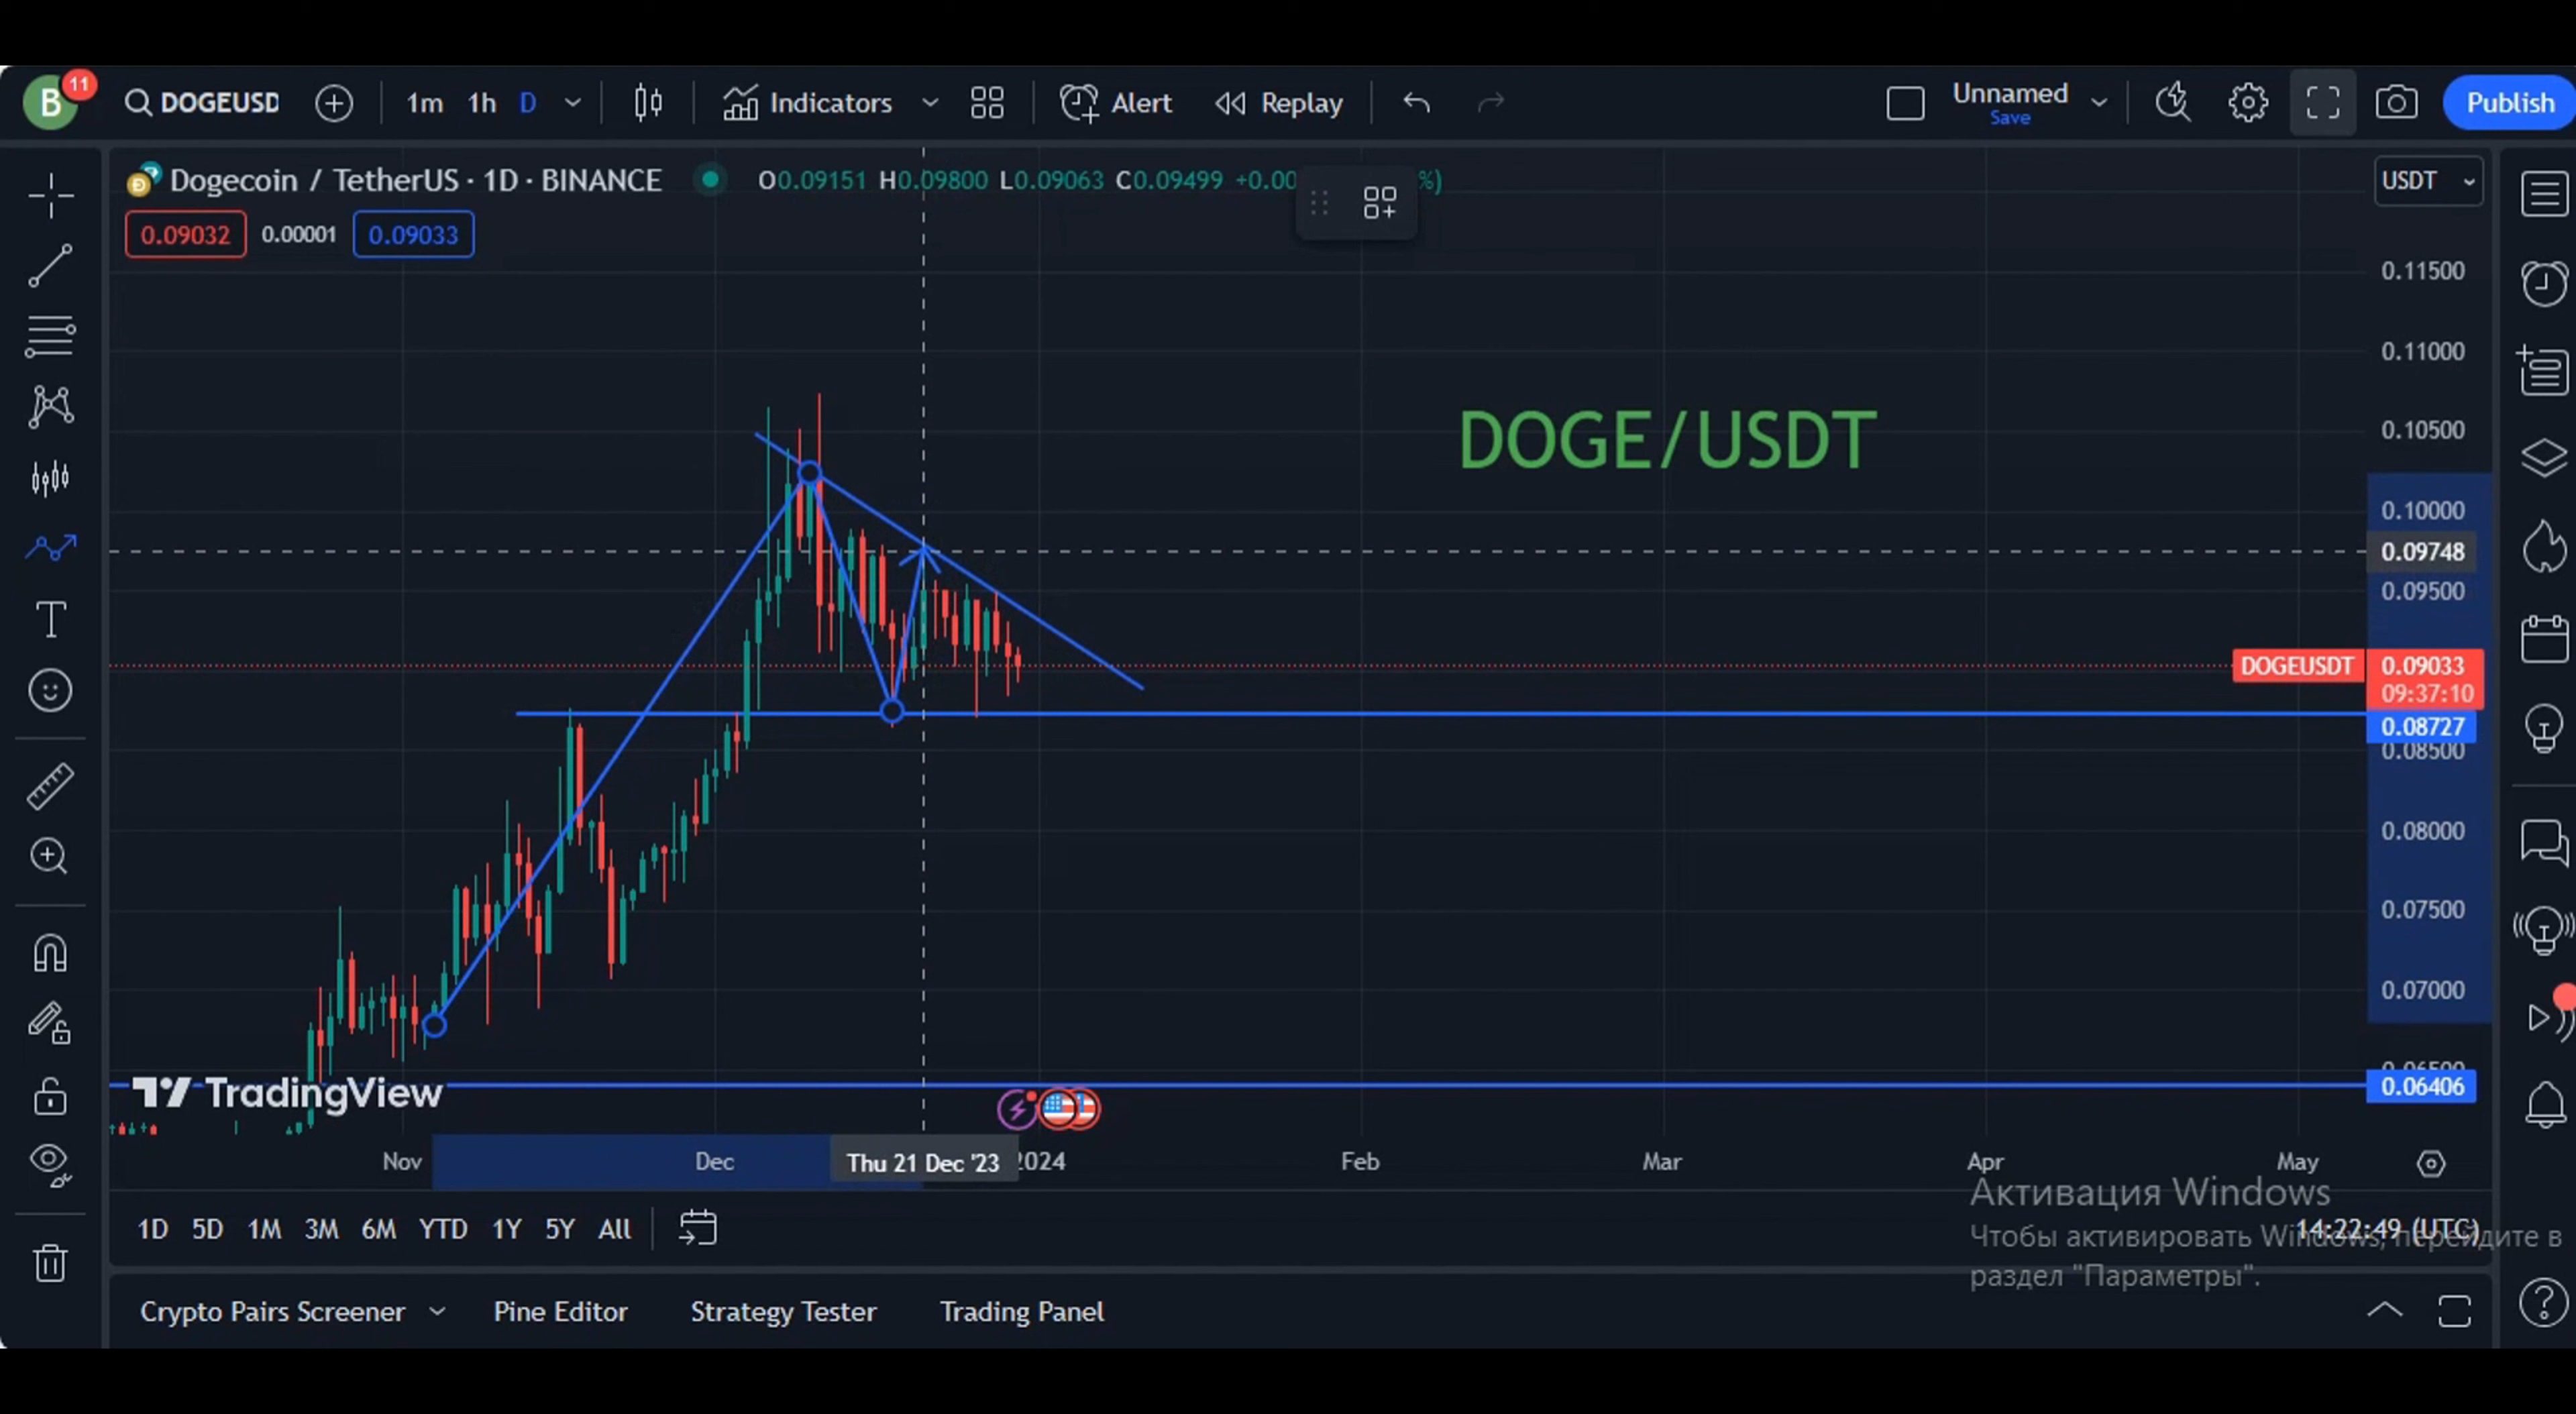 B 11 DOGEUSD 1m 1h D Indicators Alert Replay Unnamed Save Publish
Dogecoin / TetherUS · 1D · BINANCE O0.09151 H0.09800 L0.09063 C0.09499 +0.00 %) USDT
0.09032 0.00001 0.09033
0.11500
0.11000
DOGE/USDT
0.10500
0.10000
0.09748
0.09500
DOGEUSDT 0.09033
09:37:10
0.08727
0.08500
0.08000
0.07500
0.07000
0.06500
0.06406
TradingView
Nov Dec Thu 21 Dec '23 2024 Feb Mar Apr May
Активация Windows
1D 5D 1M 3M 6M YTD 1Y 5Y All 14:22:49 (UTC)
Чтобы активировать Windows, перейдите в
раздел "Параметры".
Crypto Pairs Screener Pine Editor Strategy Tester Trading Panel